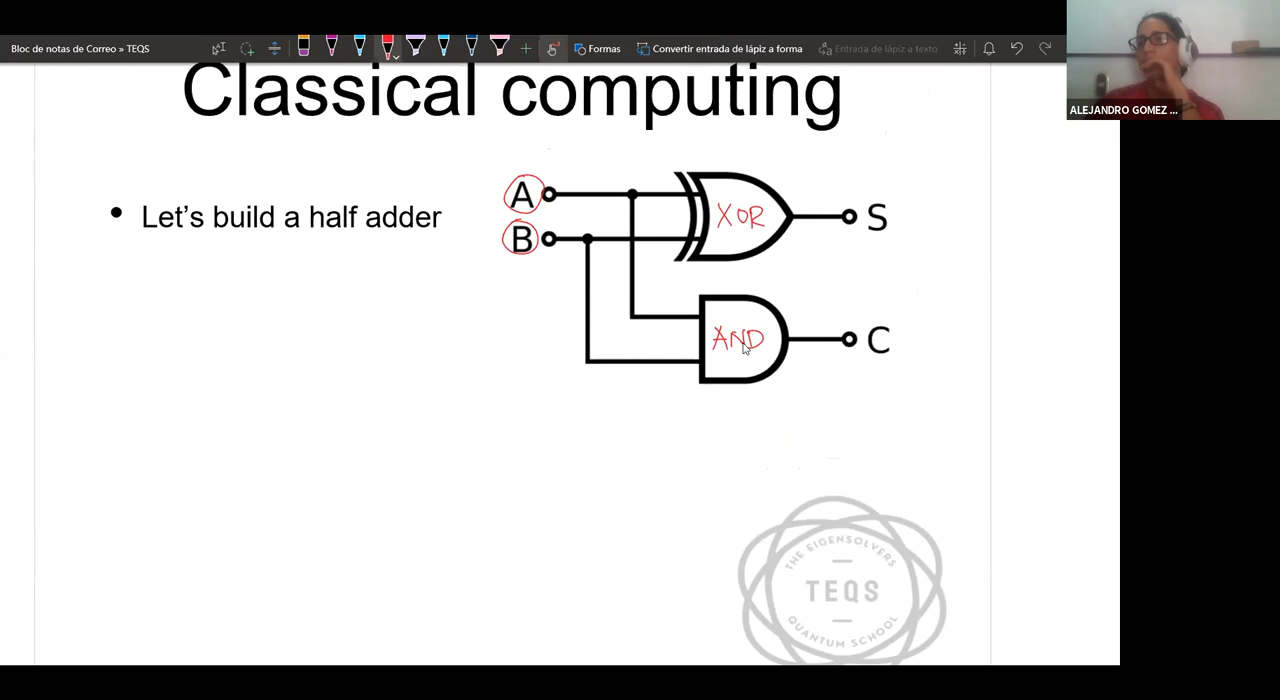 Bloc de notas de Correo » TEQS
Formas
Convertir entrada de lápiz a forma
Entrada de lápiz a texto
ALEJANDRO GOMEZ ...
Classical computing
• Let's build a half adder
A
B
XOR
S
AND
C
THE EIGENSOLVERS
TEQS
QUANTUM SCHOOL